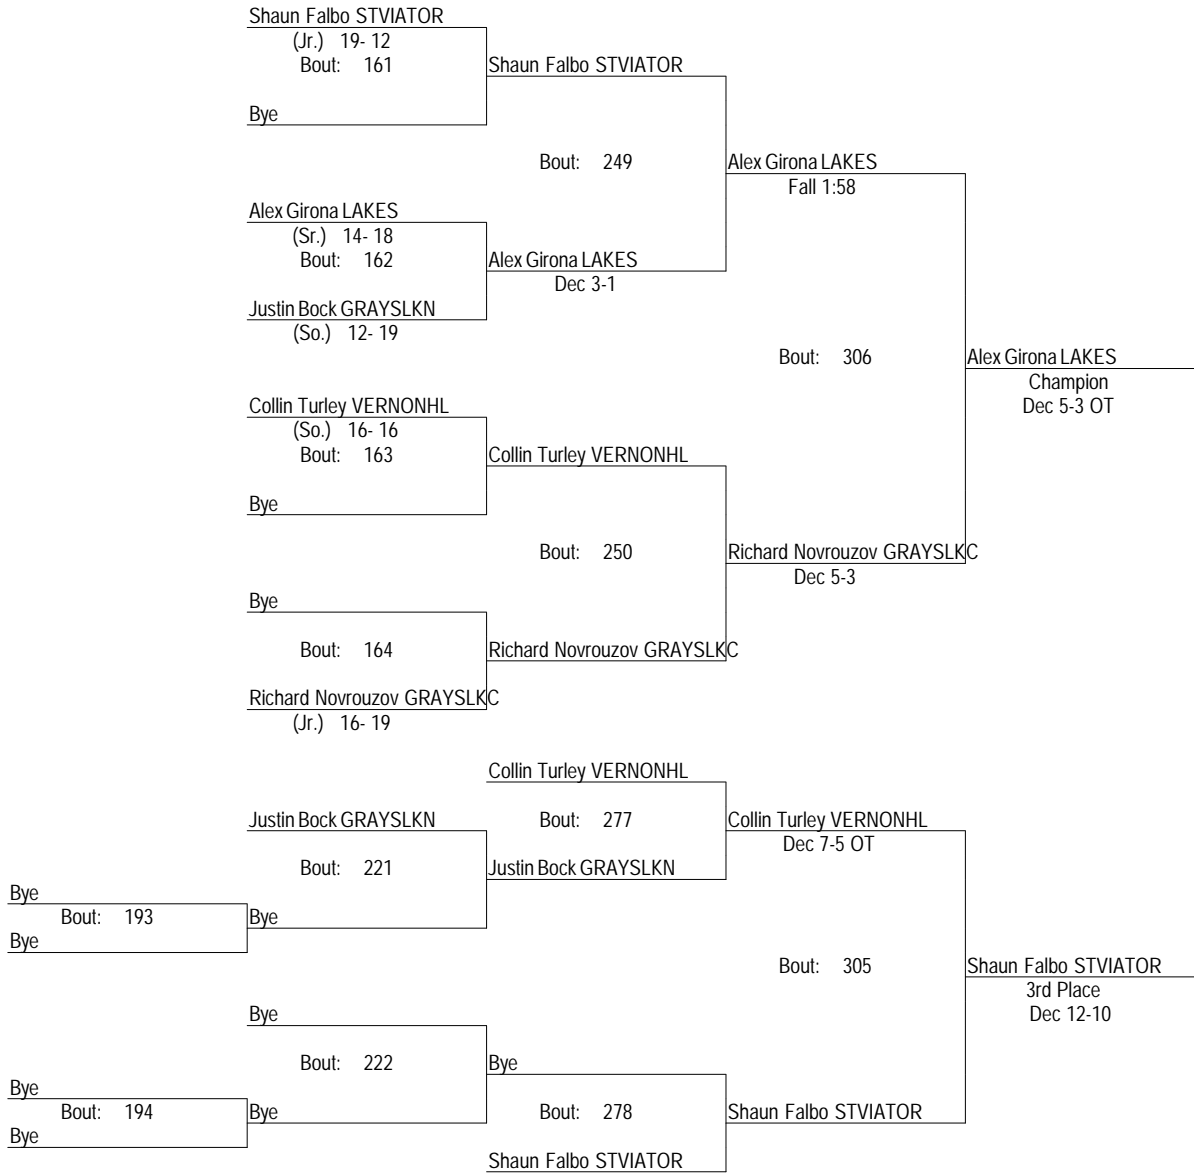 Shaun Falbo STVIATOR
(Jr.) 19- 12
Bout: 161
Shaun Falbo STVIATOR
Bye
Bout: 249
Alex Girona LAKES
Fall 1:58
Alex Girona LAKES
(Sr.) 14- 18
Bout: 162
Alex Girona LAKES
Dec 3-1
Justin Bock GRAYSLKN
(So.) 12- 19
Bout: 306
Alex Girona LAKES
Champion
Dec 5-3 OT
Collin Turley VERNONHL
(So.) 16- 16
Bout: 163
Collin Turley VERNONHL
Bye
Bout: 250
Richard Novrouzov GRAYSLKC
Dec 5-3
Bye
Bout: 164
Richard Novrouzov GRAYSLKC
Richard Novrouzov GRAYSLKC
(Jr.) 16- 19
Collin Turley VERNONHL
Justin Bock GRAYSLKN
Bout: 277
Collin Turley VERNONHL
Dec 7-5 OT
Bout: 221
Justin Bock GRAYSLKN
Bye
Bout: 193
Bye
Bye
Bout: 305
Shaun Falbo STVIATOR
3rd Place
Dec 12-10
Bye
Bout: 222
Bye
Bye
Bout: 194
Bye
Bout: 278
Shaun Falbo STVIATOR
Bye
Shaun Falbo STVIATOR